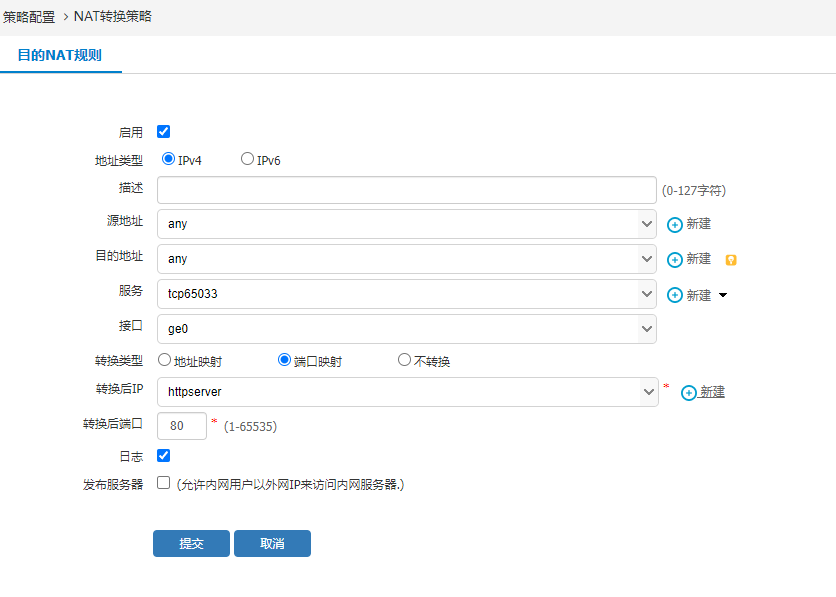 策略配置 > NAT转换策略
目的NAT规则
启用
地址类型 IPv4 IPv6
描述 (0-127字符)
源地址 any 新建
目的地址 any 新建
服务 tcp65033 新建
接口 ge0
转换类型 地址映射 端口映射 不转换
转换后IP httpserver * 新建
转换后端口 80 * (1-65535)
日志
发布服务器 (允许内网用户以外网IP来访问内网服务器.)
提交 取消